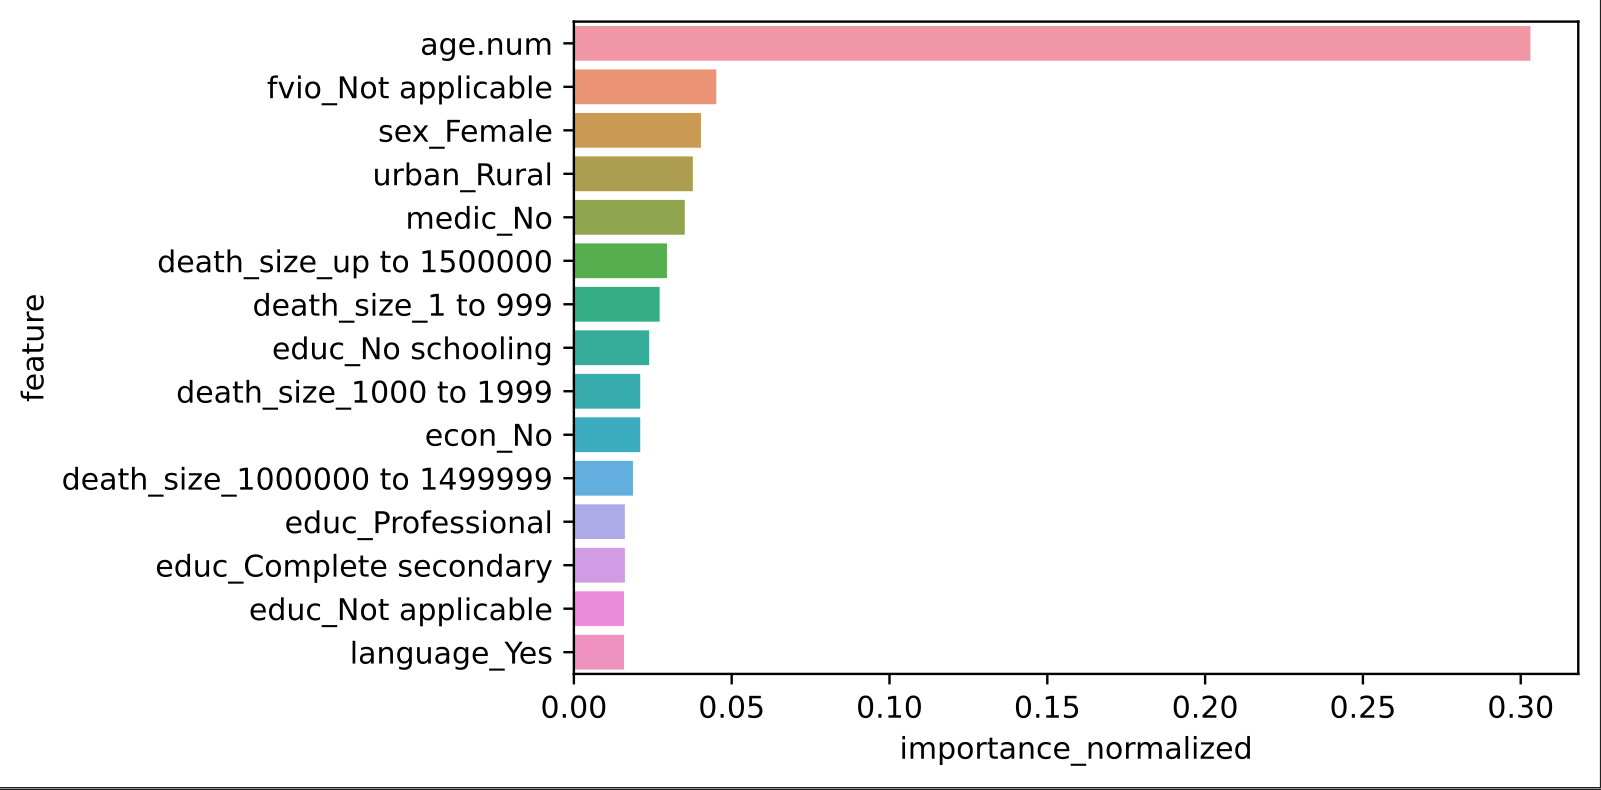 age.num
fvio_Not applicable
sex_Female
urban_Rural
medic_No
death_size_up to 1500000
death_size_1 to 999
educ_No schooling
death_size_1000 to 1999
econ_No
death_size_1000000 to 1499999
educ_Professional
educ_Complete secondary
educ_Not applicable
language_Yes
feature
0.00 0.05 0.10 0.15 0.20 0.25 0.30
importance_normalized